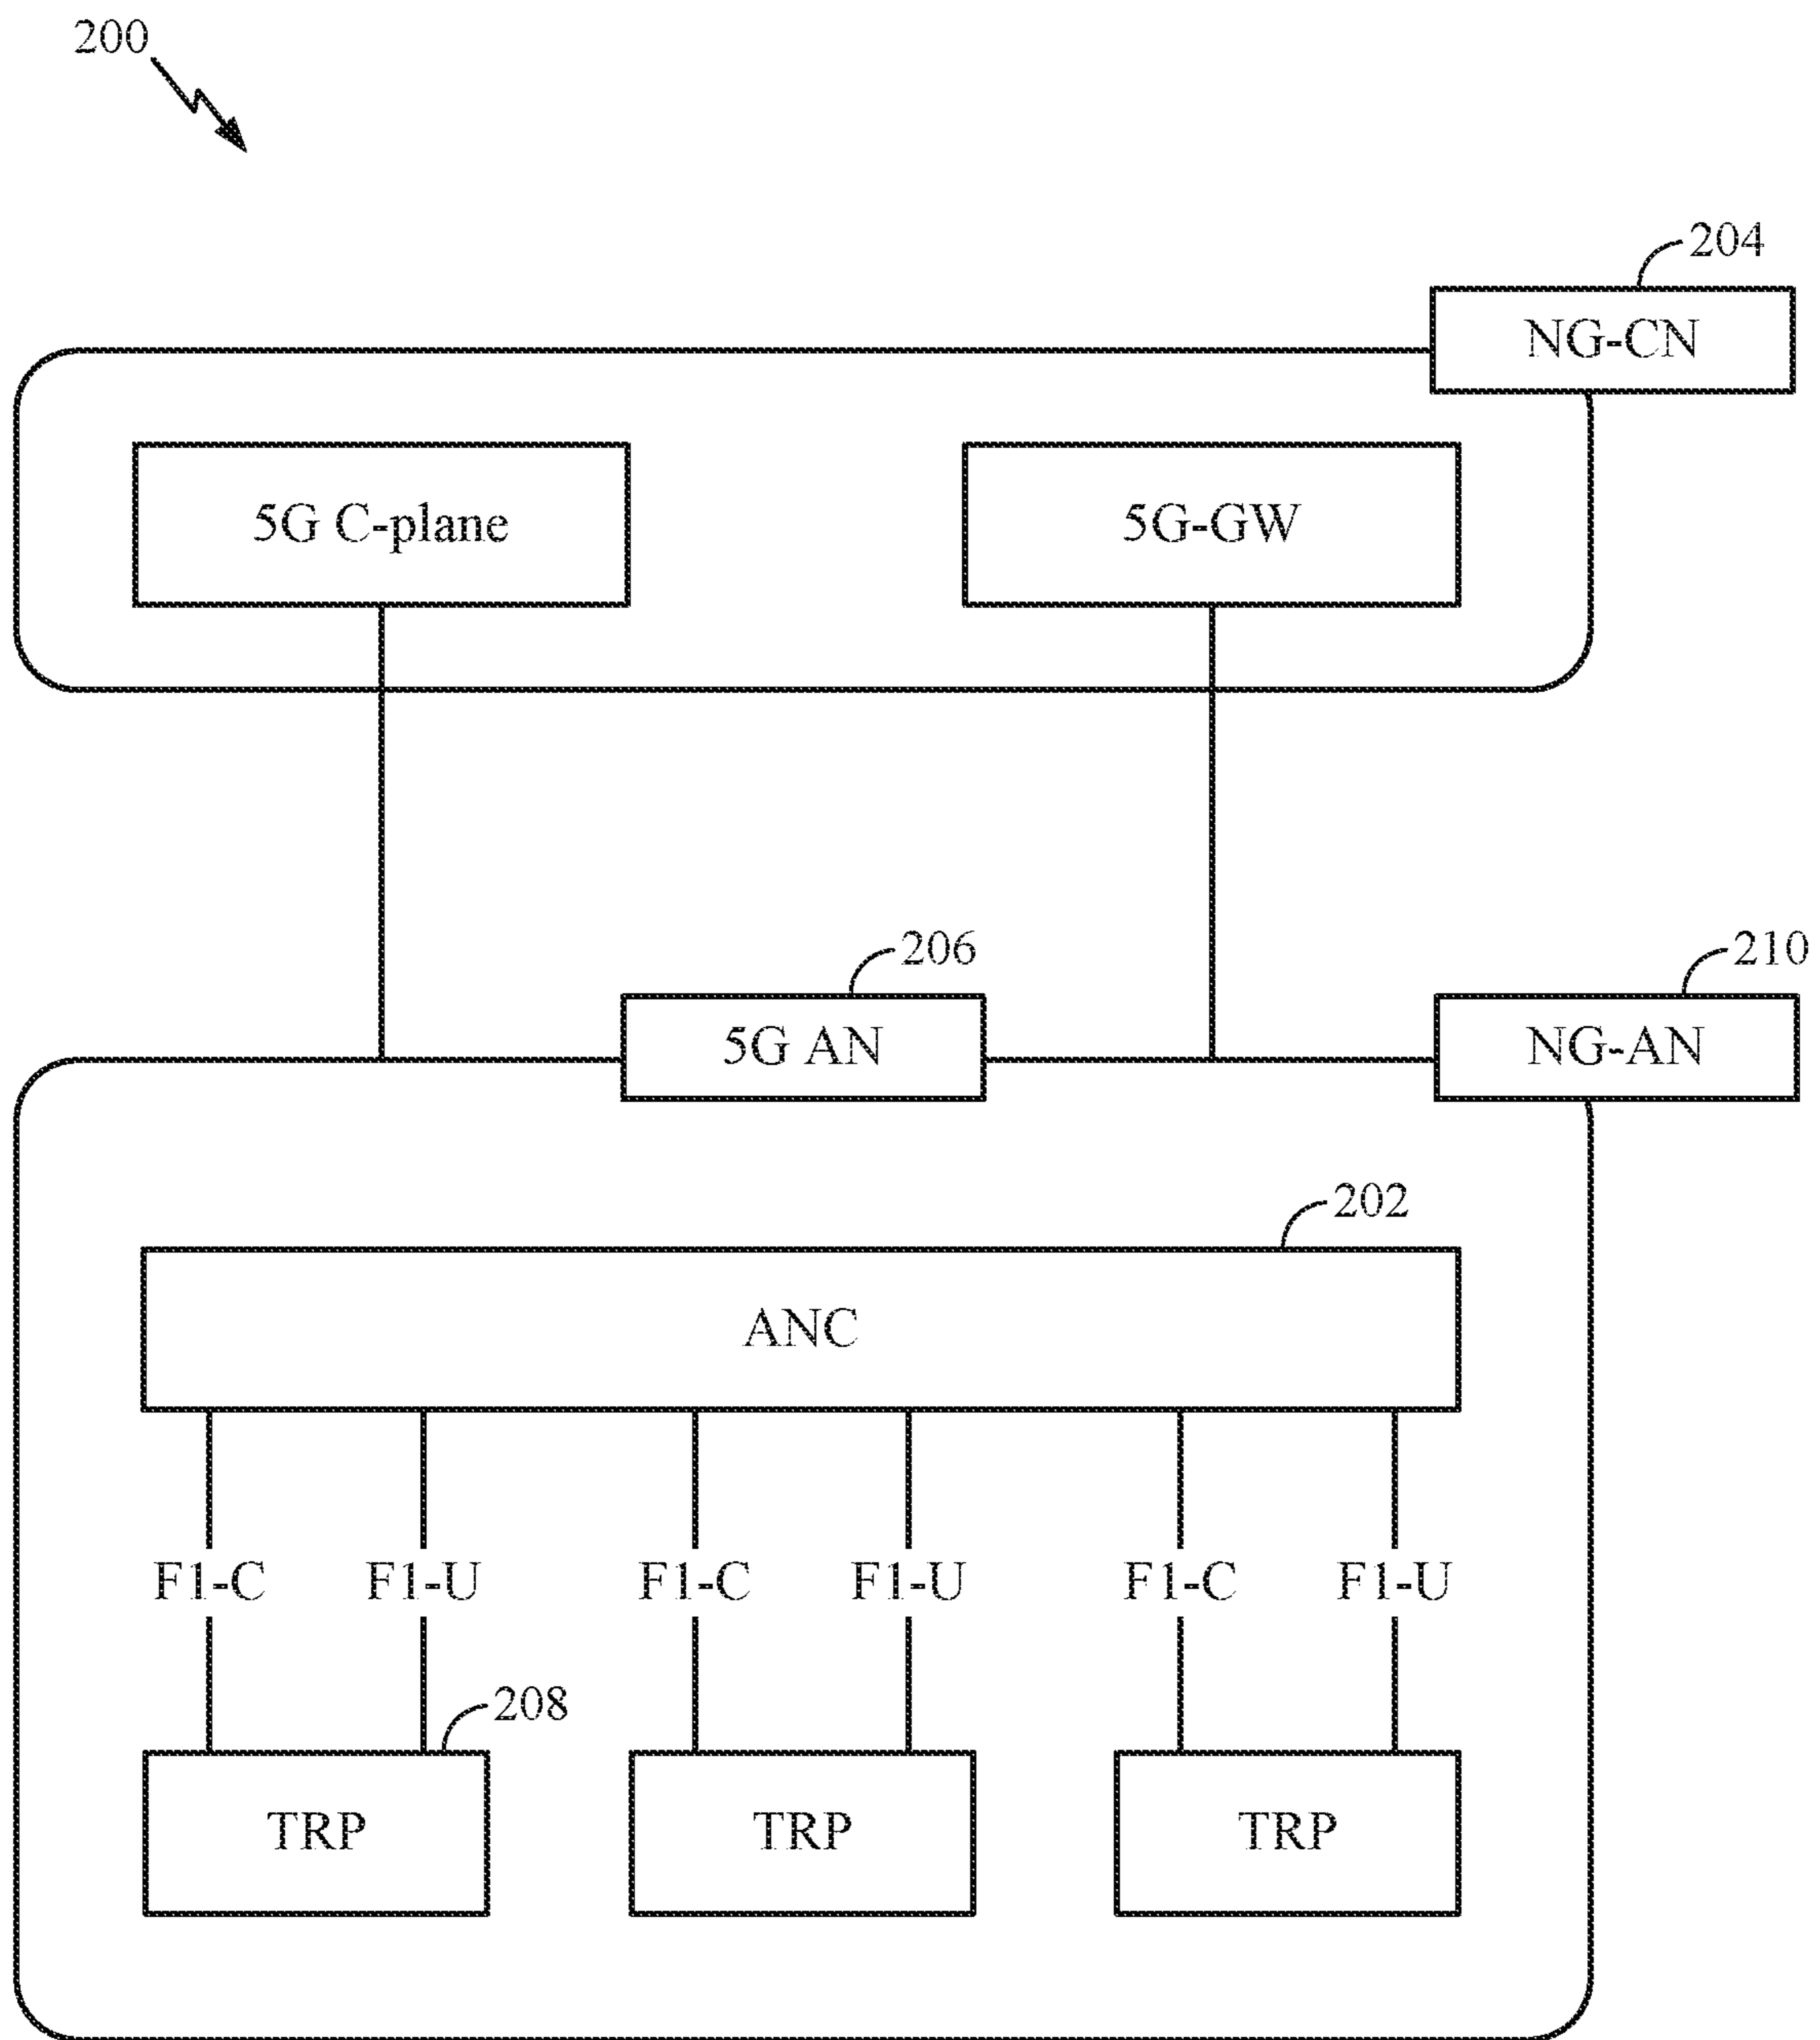 200
204
NG-CN
5G C-plane
5G-GW
206
210
5G AN
NG-AN
202
ANC
F1-C F1-U F1-C F1-U F1-C F1-U
208
TRP TRP TRP